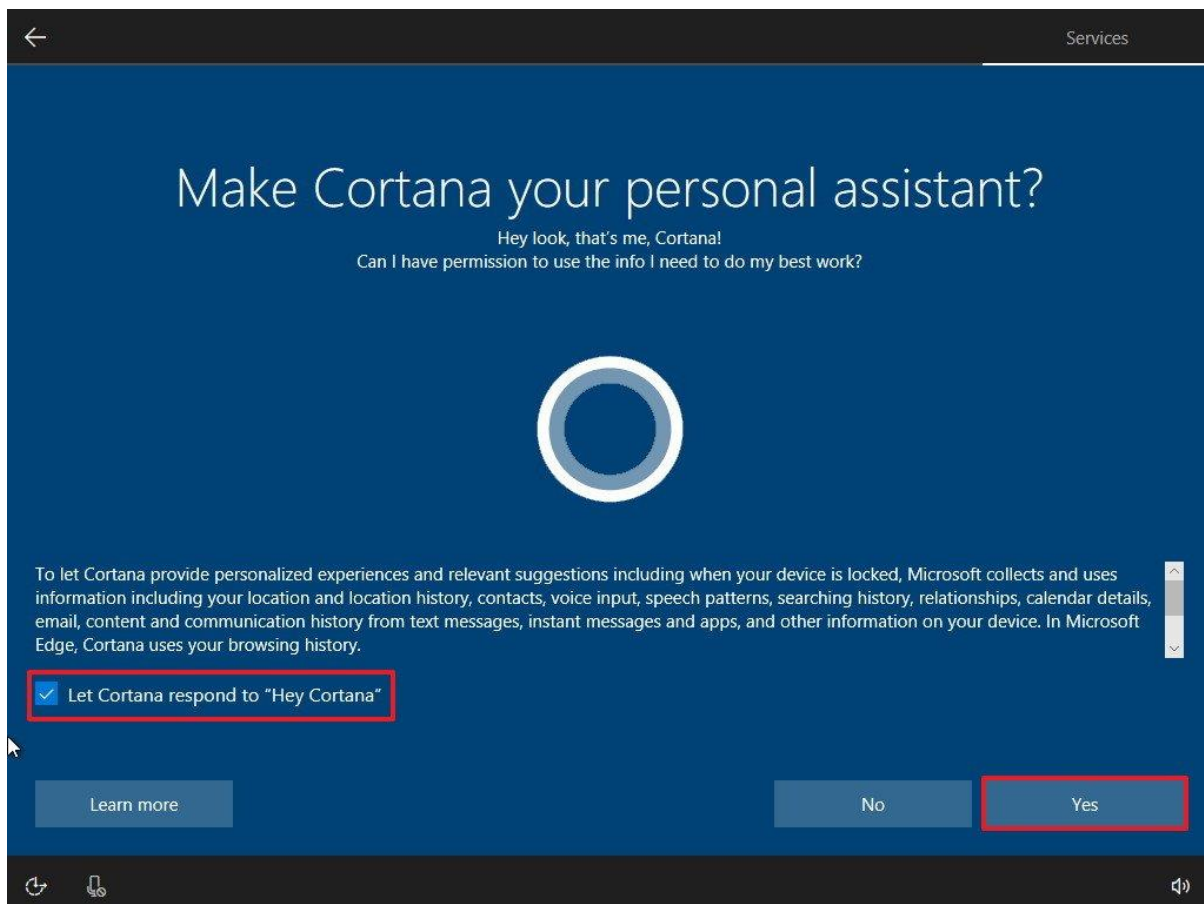 Services
Make Cortana your personal assistant?
Hey look, that's me, Cortana!
Can I have permission to use the info I need to do my best work?
To let Cortana provide personalized experiences and relevant suggestions including when your device is locked, Microsoft collects and uses
information including your location and location history, contacts, voice input, speech patterns, searching history, relationships, calendar details,
email, content and communication history from text messages, instant messages and apps, and other information on your device. In Microsoft
Edge, Cortana uses your browsing history.
Let Cortana respond to "Hey Cortana"
Learn more
No
Yes